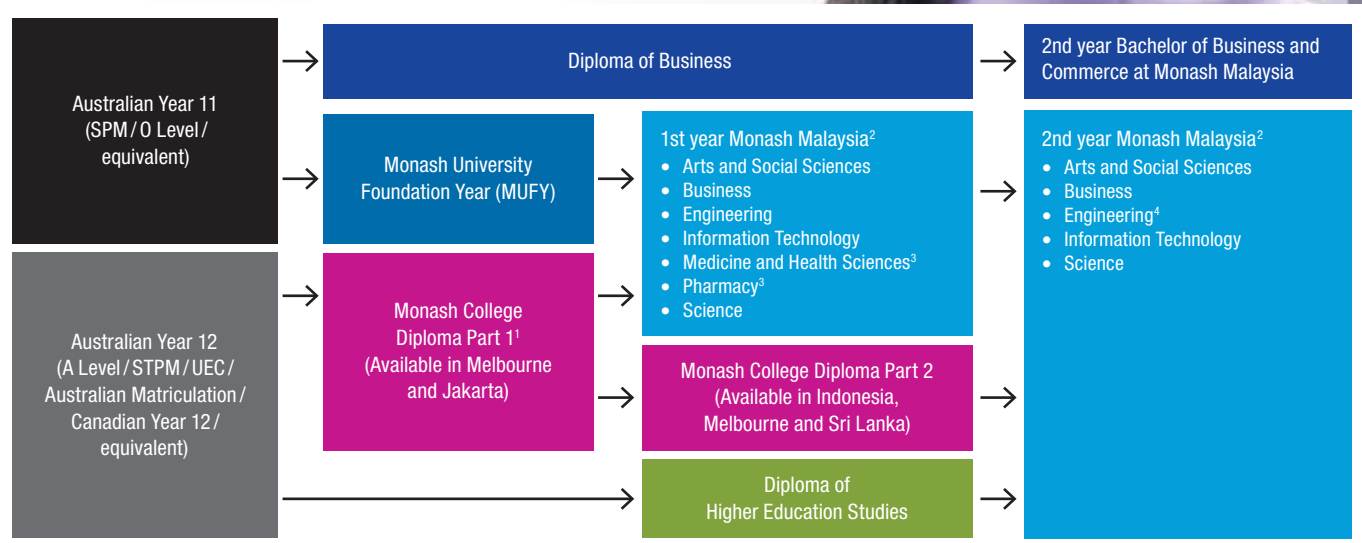 Australian Year 11
(SPM / O Level /
equivalent)
Diploma of Business
2nd year Bachelor of Business and
Commerce at Monash Malaysia
Monash University
Foundation Year (MUFY)
1st year Monash Malaysia²
• Arts and Social Sciences
• Business
• Engineering
• Information Technology
• Medicine and Health Sciences³
• Pharmacy³
• Science
2nd year Monash Malaysia²
• Arts and Social Sciences
• Business
• Engineering⁴
• Information Technology
• Science
Australian Year 12
(A Level / STPM / UEC /
Australian Matriculation /
Canadian Year 12 /
equivalent)
Monash College
Diploma Part 1¹
(Available in Melbourne
and Jakarta)
Monash College Diploma Part 2
(Available in Indonesia,
Melbourne and Sri Lanka)
Diploma of
Higher Education Studies